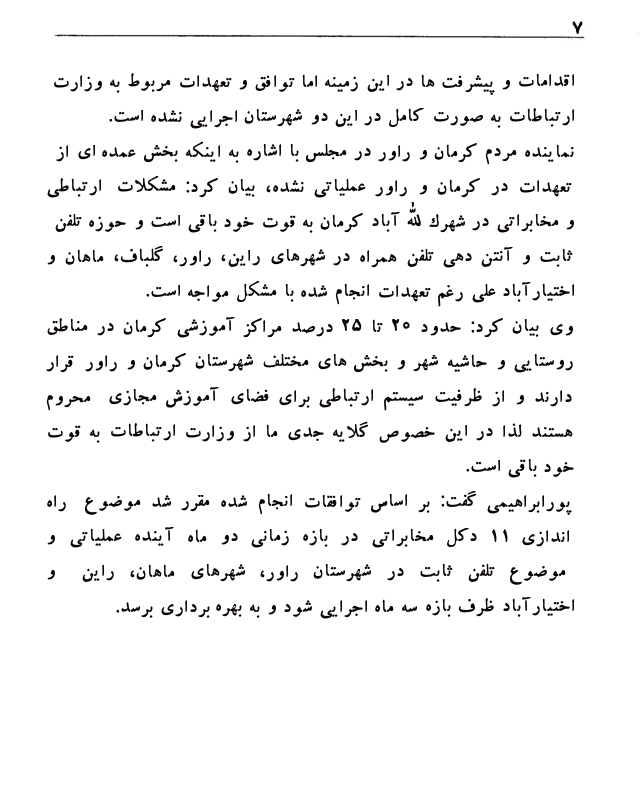 ۷
اقدامات و پیشرفت ها در این زمینه اما توافق و تعهدات مربوط به وزارت
ارتباطات به صورت کامل در این دو شهرستان اجرایی نشده است.
نماینده مردم کرمان و راور در مجلس با اشاره به اینکه بخش عمده ای از
تعهدات در کرمان و راور عملیاتی نشده، بیان کرد: مشکلات ارتباطی
و مخابراتی در شهرك لله آباد کرمان به قوت خود باقی است و حوزه تلفن
ثابت و آنتن دهی تلفن همراه در شهرهای راین، راور، گلباف، ماهان و
اختیارآباد علی رغم تعهدات انجام شده با مشکل مواجه است.
وی بیان کرد: حدود ۲۰ تا ۲۵ درصد مراکز آموزشی کرمان در مناطق
روستایی و حاشیه شهر و بخش های مختلف شهرستان کرمان و راور قرار
دارند و از ظرفیت سیستم ارتباطی برای فضای آموزش مجازی محروم
هستند لذا در این خصوص گلایه جدی ما از وزارت ارتباطات به قوت
خود باقی است.
پورابراهیمی گفت: بر اساس توافقات انجام شده مقرر شد موضوع راه
اندازی ۱۱ دکل مخابراتی در بازه زمانی دو ماه آینده عملیاتی و
موضوع تلفن ثابت در شهرستان راور، شهرهای ماهان، راین و
اختیارآباد ظرف بازه سه ماه اجرایی شود و به بهره برداری برسد.